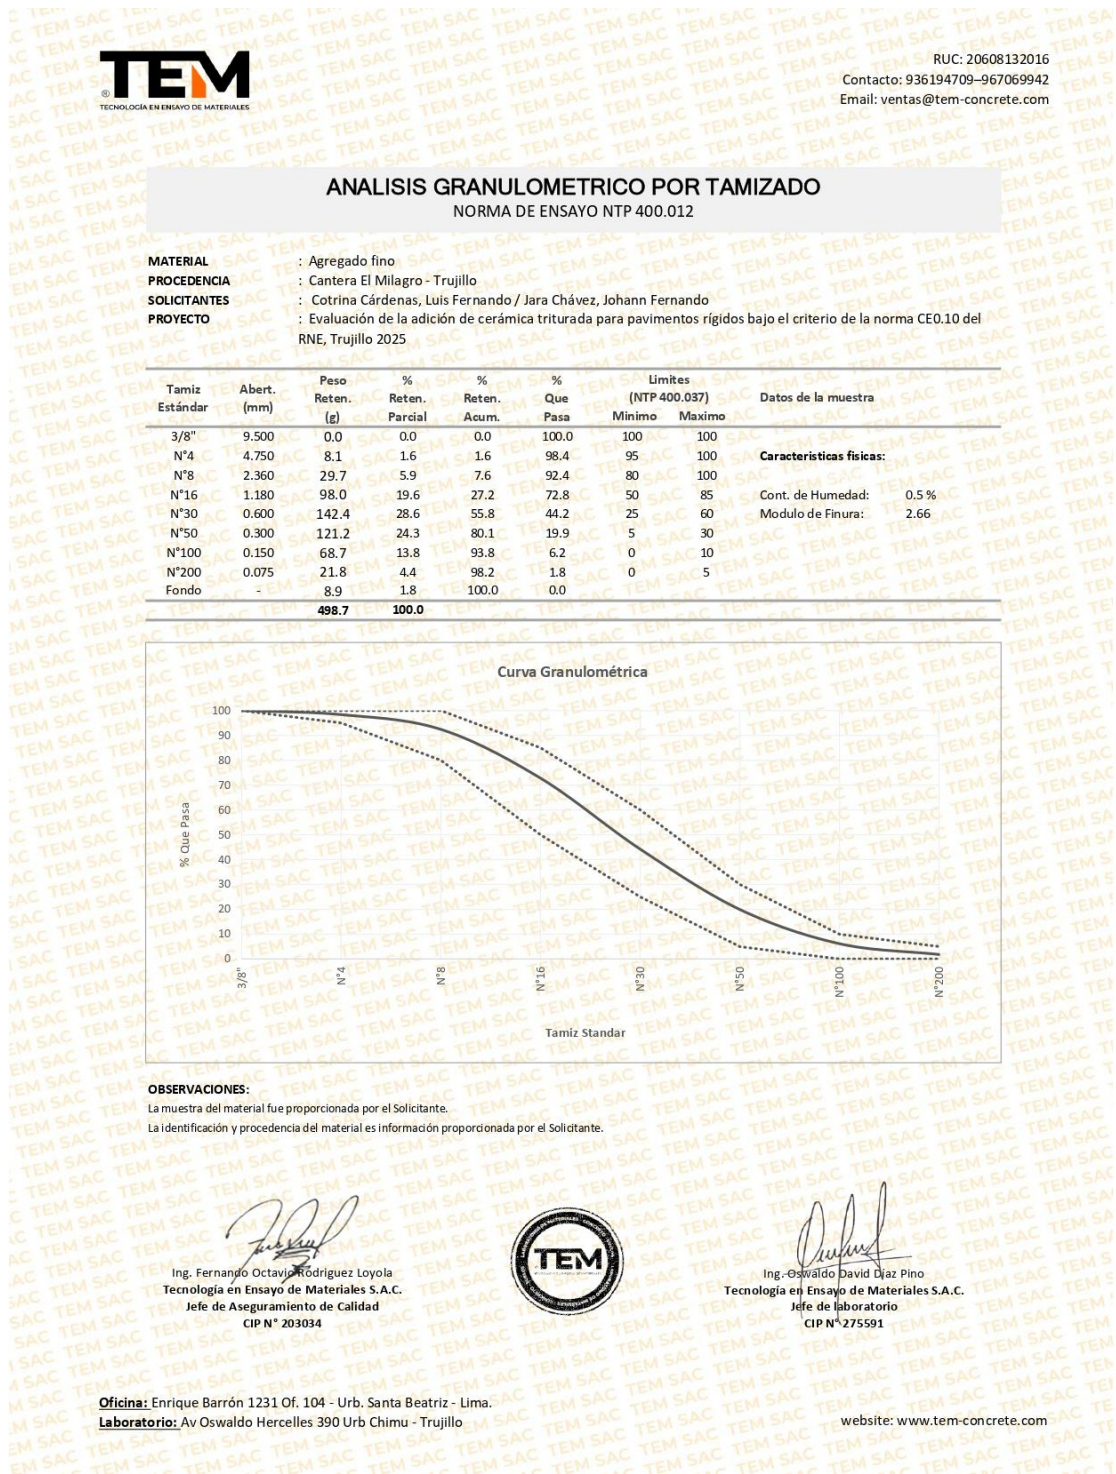 TEM
®
TECNOLOGÍA EN ENSAYO DE MATERIALES
RUC: 20608132016
Contacto: 936194709–967069942
Email: ventas@tem-concrete.com
ANALISIS GRANULOMETRICO POR TAMIZADO
NORMA DE ENSAYO NTP 400.012
MATERIAL : Agregado fino
PROCEDENCIA : Cantera El Milagro - Trujillo
SOLICITANTES : Cotrina Cárdenas, Luis Fernando / Jara Chávez, Johann Fernando
PROYECTO : Evaluación de la adición de cerámica triturada para pavimentos rígidos bajo el criterio de la norma CE0.10 del
RNE, Trujillo 2025
Tamiz Estándar Abert. (mm) Peso Reten. (g) % Reten. Parcial % Reten. Acum. % Que Pasa Limites (NTP 400.037) Minimo Maximo Datos de la muestra
3/8" 9.500 0.0 0.0 0.0 100.0 100 100
N°4 4.750 8.1 1.6 1.6 98.4 95 100 Caracteristicas fisicas:
N°8 2.360 29.7 5.9 7.6 92.4 80 100
N°16 1.180 98.0 19.6 27.2 72.8 50 85 Cont. de Humedad: 0.5 %
N°30 0.600 142.4 28.6 55.8 44.2 25 60 Modulo de Finura: 2.66
N°50 0.300 121.2 24.3 80.1 19.9 5 30
N°100 0.150 68.7 13.8 93.8 6.2 0 10
N°200 0.075 21.8 4.4 98.2 1.8 0 5
Fondo - 8.9 1.8 100.0 0.0
498.7 100.0
Curva Granulométrica
100
90
80
70
60
50
40
30
20
10
0
% Que Pasa
3/8" N°4 N°8 N°16 N°30 N°50 N°100 N°200
Tamiz Standar
OBSERVACIONES:
La muestra del material fue proporcionada por el Solicitante.
La identificación y procedencia del material es información proporcionada por el Solicitante.
Ing. Fernando Octavio Rodriguez Loyola
Tecnología en Ensayo de Materiales S.A.C.
Jefe de Aseguramiento de Calidad
CIP N° 203034
TEM
Ing. Oswaldo David Díaz Pino
Tecnología en Ensayo de Materiales S.A.C.
Jefe de laboratorio
CIP N° 275591
Oficina: Enrique Barrón 1231 Of. 104 - Urb. Santa Beatriz - Lima.
Laboratorio: Av Oswaldo Hercelles 390 Urb Chimu - Trujillo
website: www.tem-concrete.com